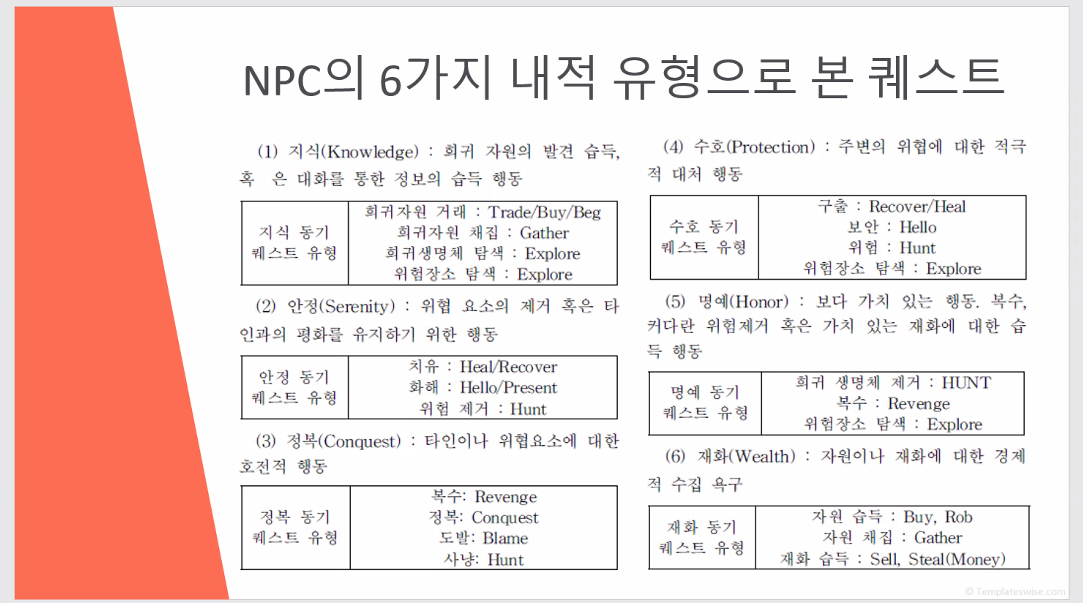 NPC의 6가지 내적 유형으로 본 퀘스트
(1) 지식(Knowledge) : 희귀 자원의 발견 습득,
혹 은 대화를 통한 정보의 습득 행동
지식 동기
퀘스트 유형
희귀자원 거래 : Trade/Buy/Beg
희귀자원 채집 : Gather
희귀생명체 탐색 : Explore
위험장소 탐색 : Explore
(2) 안정(Serenity) : 위협 요소의 제거 혹은 타
인과의 평화를 유지하기 위한 행동
안정 동기
퀘스트 유형
치유 : Heal/Recover
화해 : Hello/Present
위험 제거 : Hunt
(3) 정복(Conquest) : 타인이나 위협요소에 대한
호전적 행동
정복 동기
퀘스트 유형
복수: Revenge
정복: Conquest
도발: Blame
사냥: Hunt
(4) 수호(Protection) : 주변의 위협에 대한 적극
적 대처 행동
수호 동기
퀘스트 유형
구출 : Recover/Heal
보안 : Hello
위험 : Hunt
위험장소 탐색 : Explore
(5) 명예(Honor) : 보다 가치 있는 행동. 복수,
커다란 위험제거 혹은 가치 있는 재화에 대한 습
득 행동
명예 동기
퀘스트 유형
희귀 생명체 제거 : HUNT
복수 : Revenge
위험장소 탐색 : Explore
(6) 재화(Wealth) : 자원이나 재화에 대한 경제
적 수집 욕구
재화 동기
퀘스트 유형
자원 습득 : Buy, Rob
자원 채집 : Gather
재화 습득 : Sell, Steal(Money)
© Templateswise.com